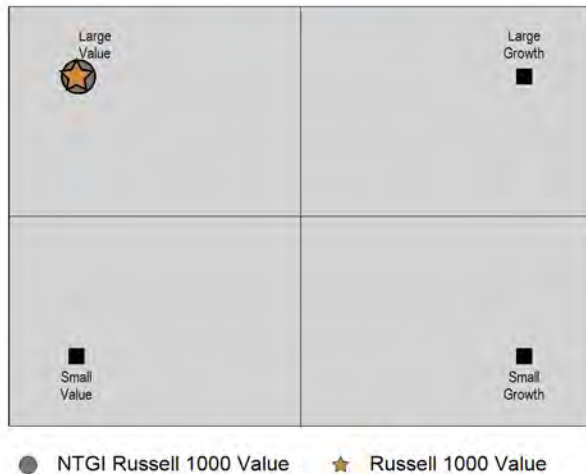 Large
Value
Large
Growth
Small
Value
Small
Growth
NTGI Russell 1000 Value
Russell 1000 Value